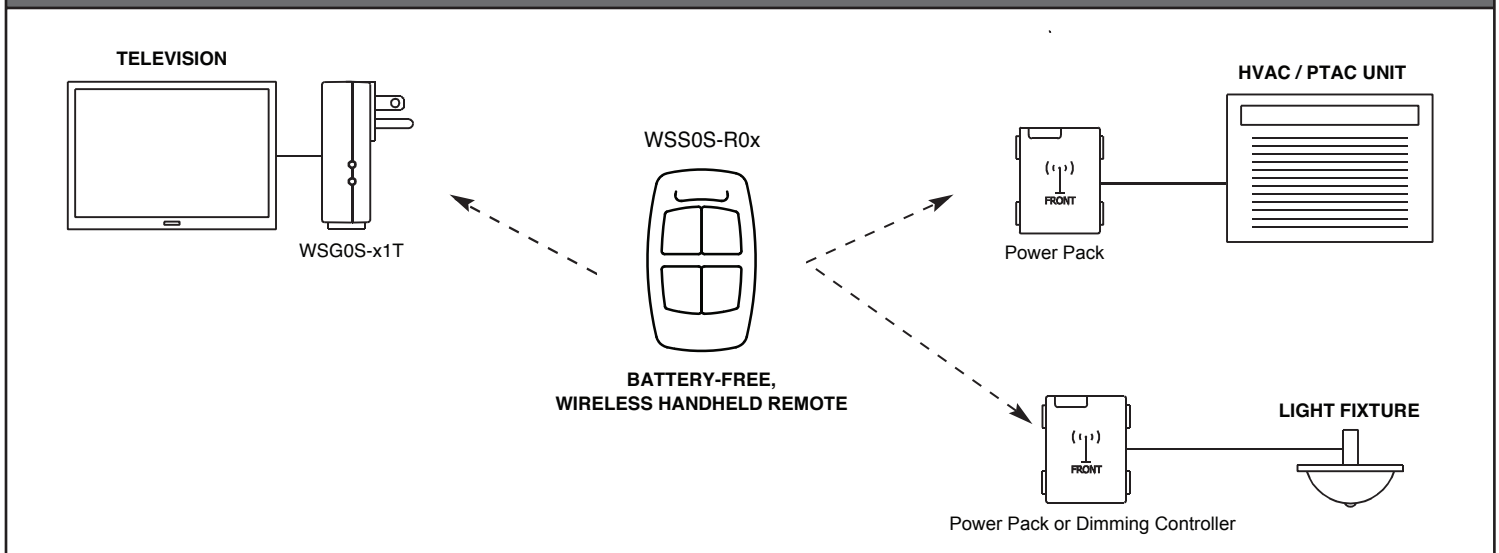 TELEVISION
WSG0S-x1T
WSS0S-R0x
BATTERY-FREE,
WIRELESS HANDHELD REMOTE
HVAC / PTAC UNIT
FRONT
Power Pack
LIGHT FIXTURE
FRONT
Power Pack or Dimming Controller